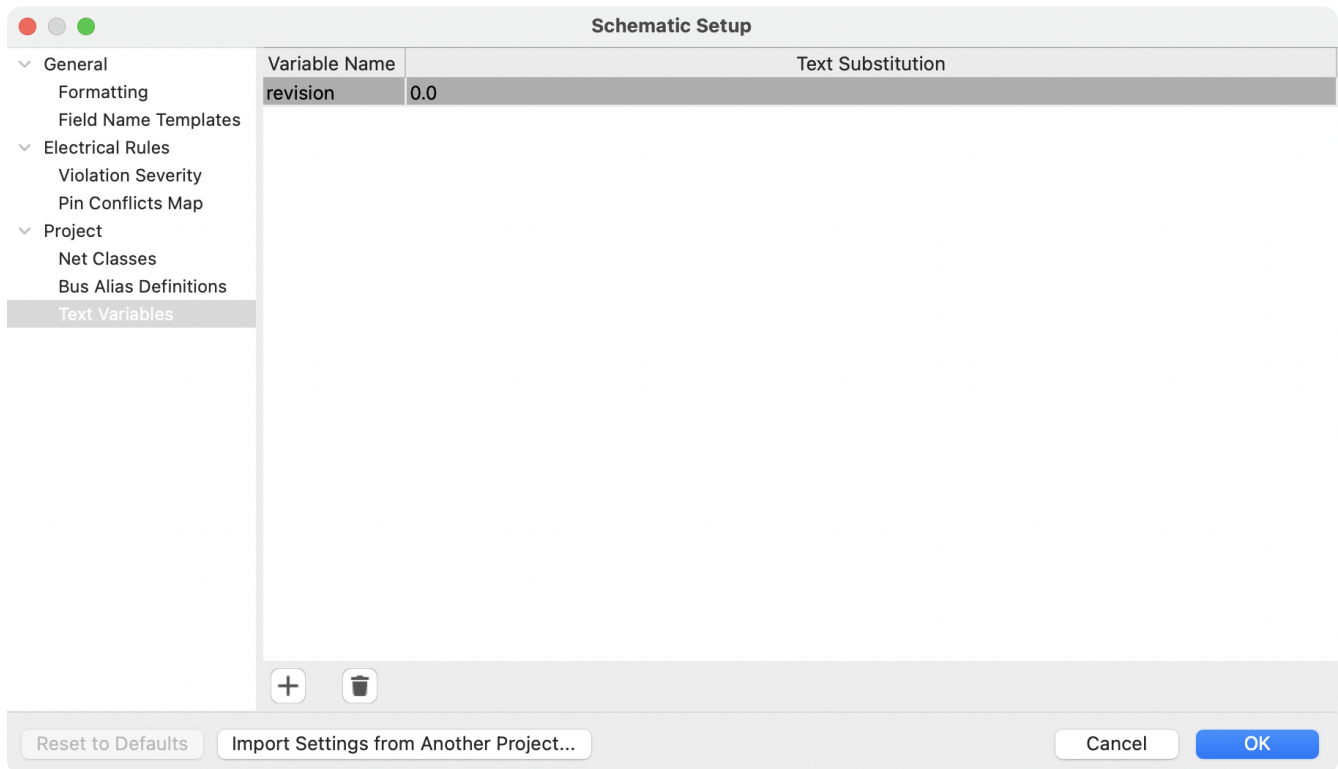 Schematic Setup
General
Formatting
Field Name Templates
Electrical Rules
Violation Severity
Pin Conflicts Map
Project
Net Classes
Bus Alias Definitions
Text Variables
Variable Name Text Substitution
revision 0.0
Reset to Defaults Import Settings from Another Project... Cancel OK